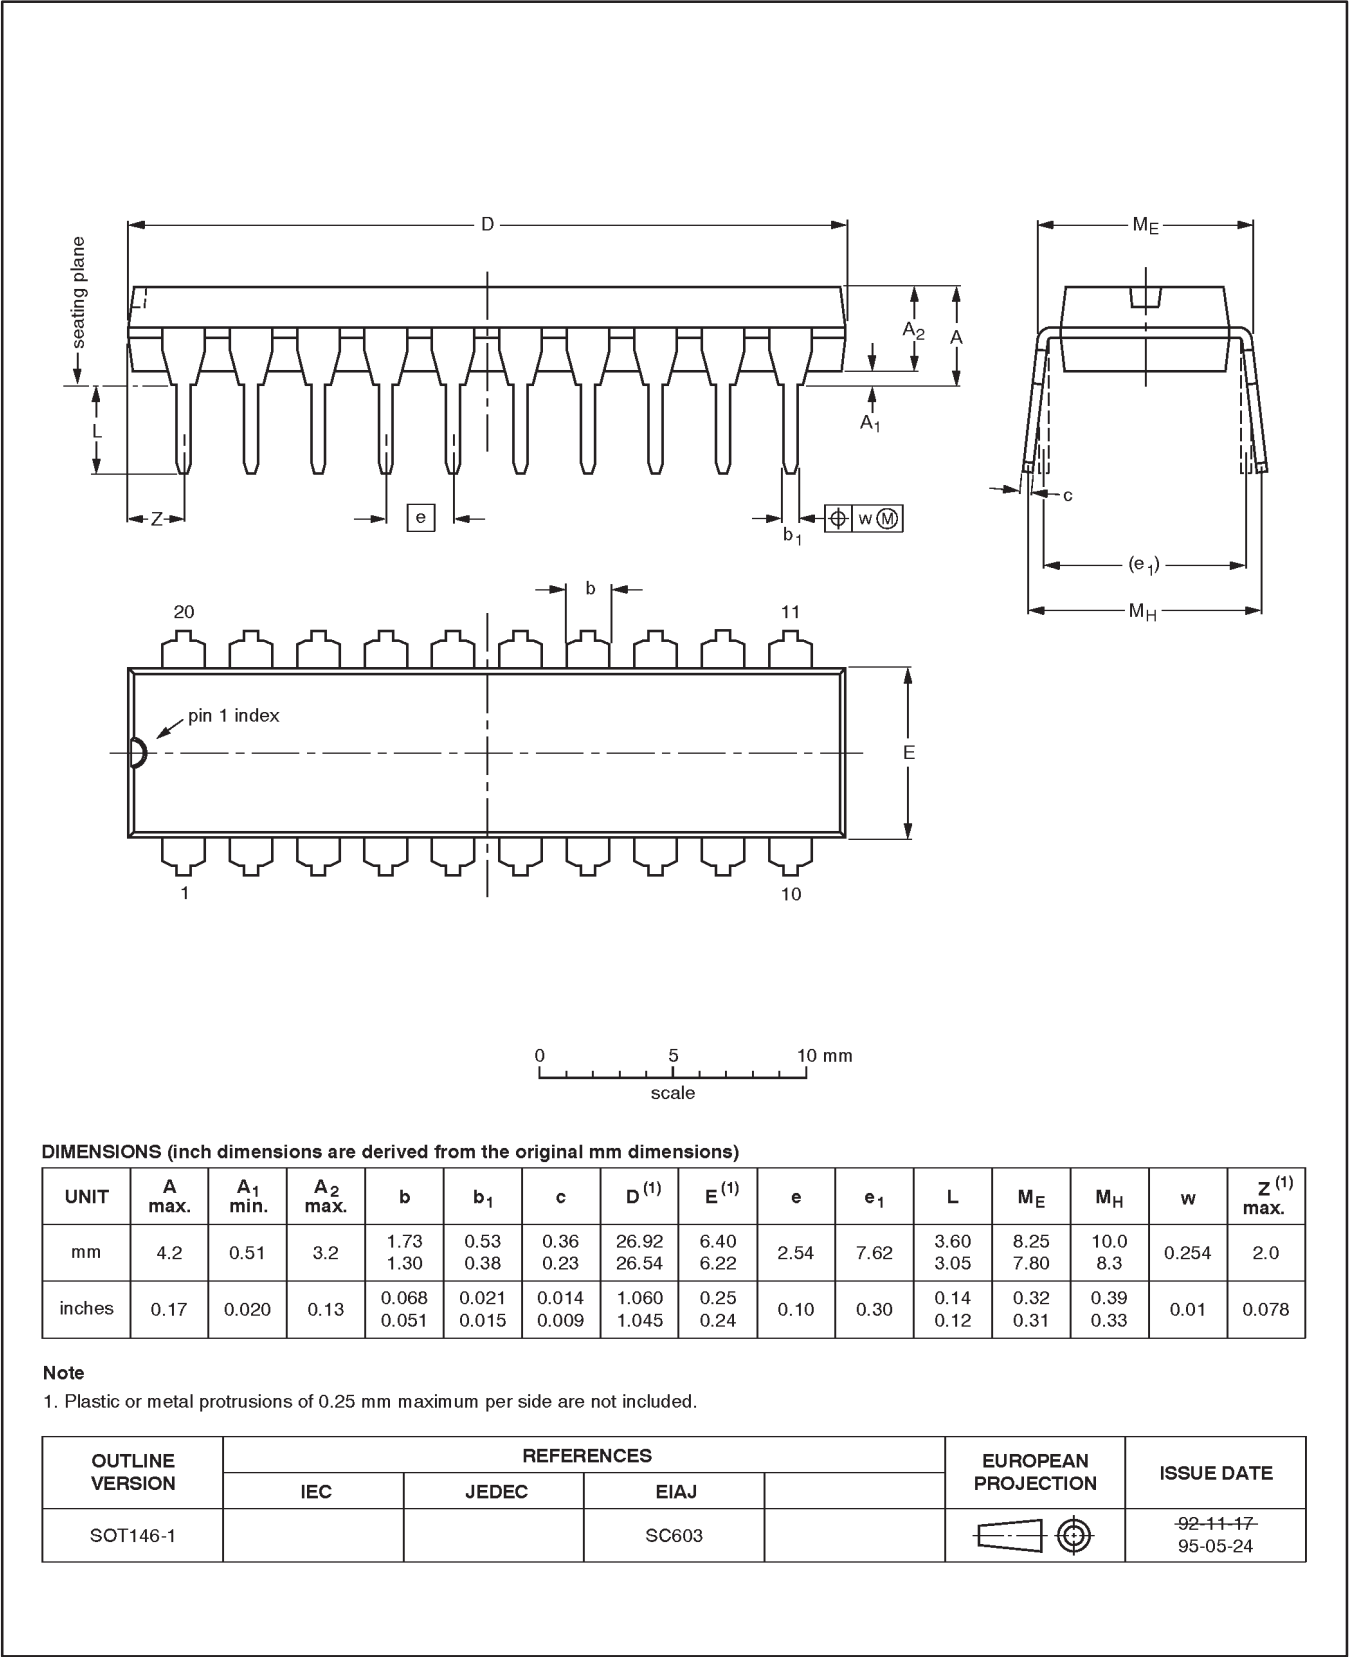 D
M E
seating plane
A2
A
A1
L
Z
e
b1
w M
c
(e1)
M H
b
20
11
pin 1 index
E
1
10
0 5 10 mm
scale
DIMENSIONS (inch dimensions are derived from the original mm dimensions)
UNIT A max. A1 min. A2 max. b b1 c D (1) E (1) e e1 L ME MH w Z (1) max.
mm 4.2 0.51 3.2 1.73 1.30 0.53 0.38 0.36 0.23 26.92 26.54 6.40 6.22 2.54 7.62 3.60 3.05 8.25 7.80 10.0 8.3 0.254 2.0
inches 0.17 0.020 0.13 0.068 0.051 0.021 0.015 0.014 0.009 1.060 1.045 0.25 0.24 0.10 0.30 0.14 0.12 0.32 0.31 0.39 0.33 0.01 0.078
Note
1. Plastic or metal protrusions of 0.25 mm maximum per side are not included.
OUTLINE VERSION REFERENCES EUROPEAN PROJECTION ISSUE DATE
IEC JEDEC EIAJ
SOT146-1 SC603 92-11-17
95-05-24